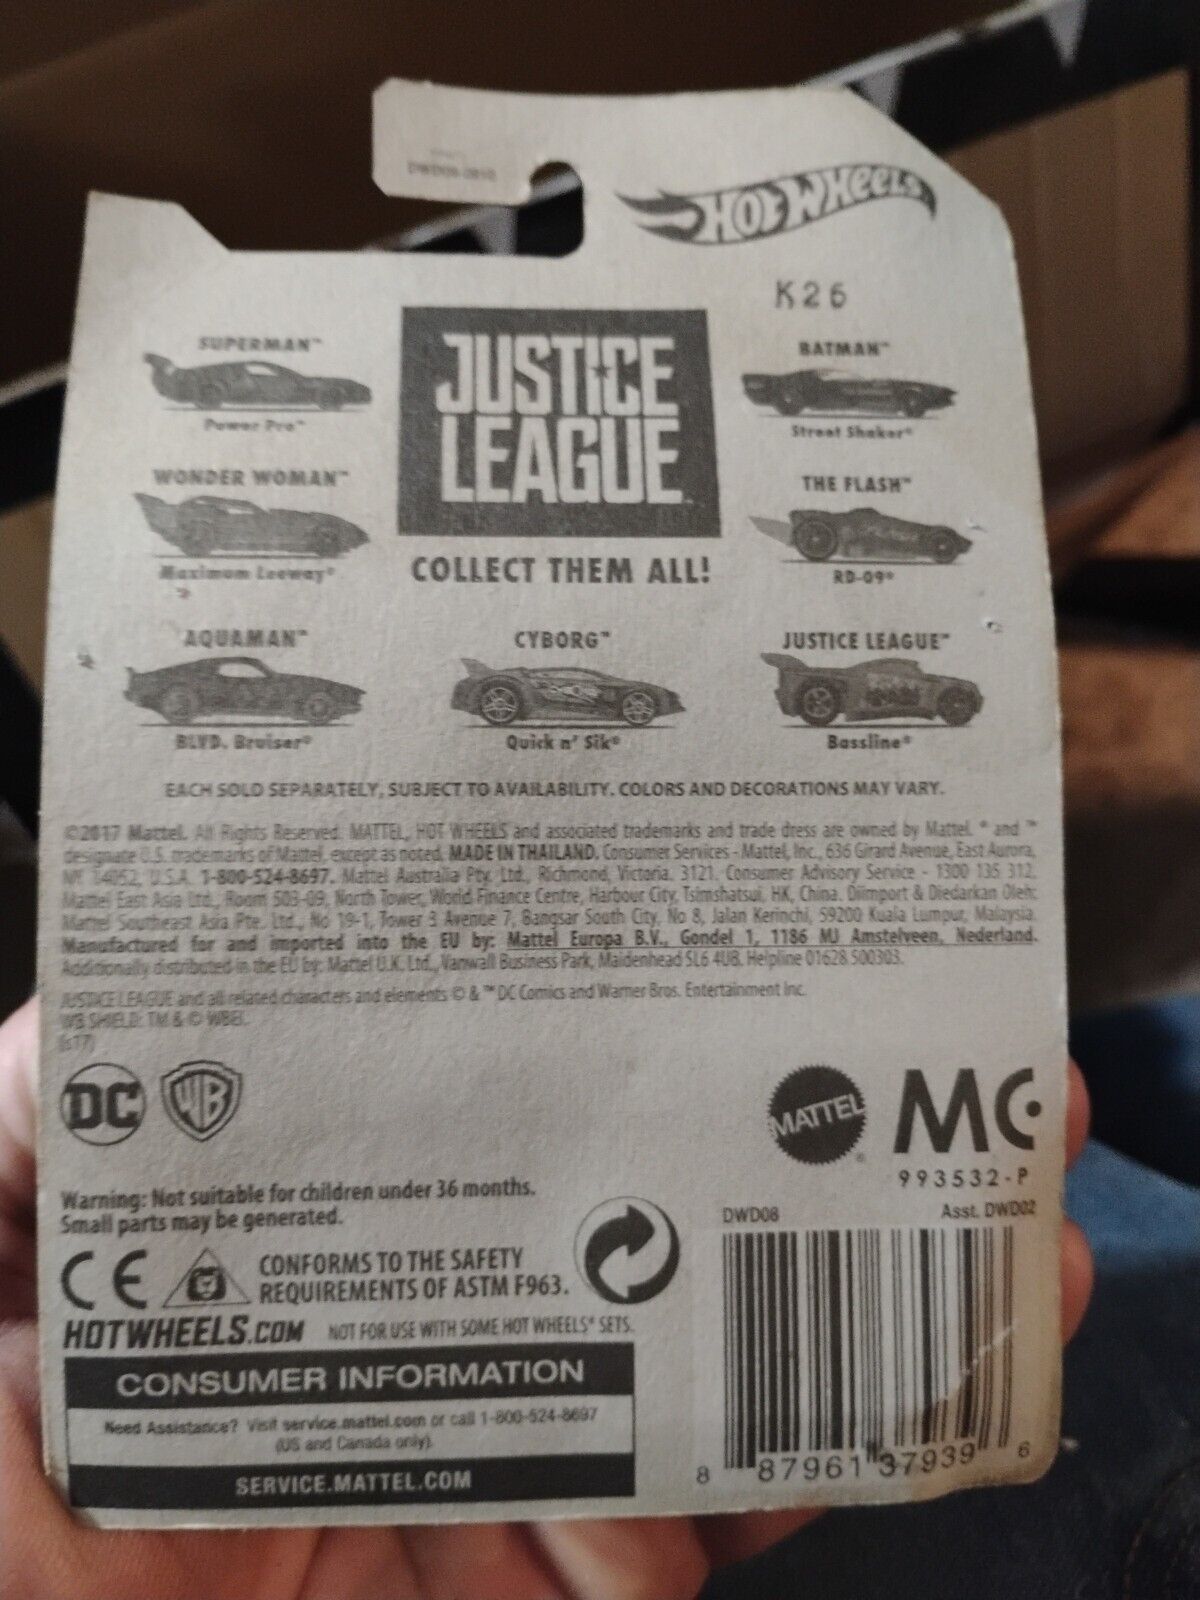 HOT WHEELS
K26
SUPERMAN™
Power Pro™
JUSTICE
LEAGUE
BATMAN™
Street Shaker®
WONDER WOMAN™
Maximum Leeway®
COLLECT THEM ALL!
THE FLASH™
RD-09®
AQUAMAN™
BLVD. Bruiser®
CYBORG™
Quick n' Sik®
JUSTICE LEAGUE™
Bassline®
EACH SOLD SEPARATELY, SUBJECT TO AVAILABILITY. COLORS AND DECORATIONS MAY VARY.
©2017 Mattel. All Rights Reserved. MATTEL, HOT WHEELS and associated trademarks and trade dress are owned by Mattel. ® and ™
designate U.S. trademarks of Mattel, except as noted. MADE IN THAILAND. Consumer Services - Mattel, Inc., 636 Girard Avenue, East Aurora,
NY 14052, U.S.A. 1-800-524-8697. Mattel Australia Pty. Ltd., Richmond, Victoria. 3121. Consumer Advisory Service - 1300 135 312.
Mattel East Asia Ltd., Room 503-09, North Tower, World Finance Centre, Harbour City, Tsimshatsui, HK, China. Diimport & Diedarkan Oleh:
Mattel Southeast Asia Pte. Ltd., No 19-1, Tower 3 Avenue 7, Bangsar South City, No 8, Jalan Kerinchi, 59200 Kuala Lumpur, Malaysia.
Manufactured for and imported into the EU by: Mattel Europa B.V., Gondel 1, 1186 MJ Amstelveen, Nederland.
Additionally distributed in the EU by: Mattel U.K. Ltd., Vanwall Business Park, Maidenhead SL6 4UB. Helpline 01628 500303.
JUSTICE LEAGUE and all related characters and elements © & ™ DC Comics and Warner Bros. Entertainment Inc.
WB SHIELD: TM & © WBEI.
(s17)
DC
WB
MATTEL
MC
993532-P
Warning: Not suitable for children under 36 months.
Small parts may be generated.
DWD08
Asst. DWD02
CE
CONFORMS TO THE SAFETY
REQUIREMENTS OF ASTM F963.
HOTWHEELS.COM NOT FOR USE WITH SOME HOT WHEELS® SETS.
CONSUMER INFORMATION
Need Assistance? Visit service.mattel.com or call 1-800-524-8697
(US and Canada only).
SERVICE.MATTEL.COM
8 87961 37939 6